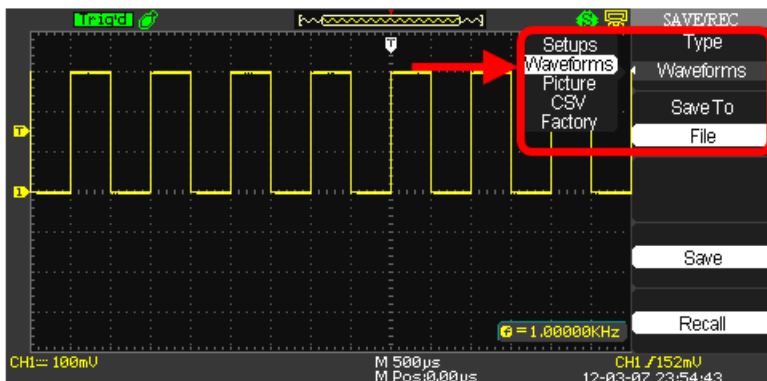 Trig'd S SAVE/REC
T Setups Type
Waveforms Waveforms
Picture
CSV Save To
Factory File
T
1
Save
f = 1.00000KHz Recall
CH1 100mV M 500µs CH1 / 152mV
M Pos:0.00µs 12-03-07 23:54:43